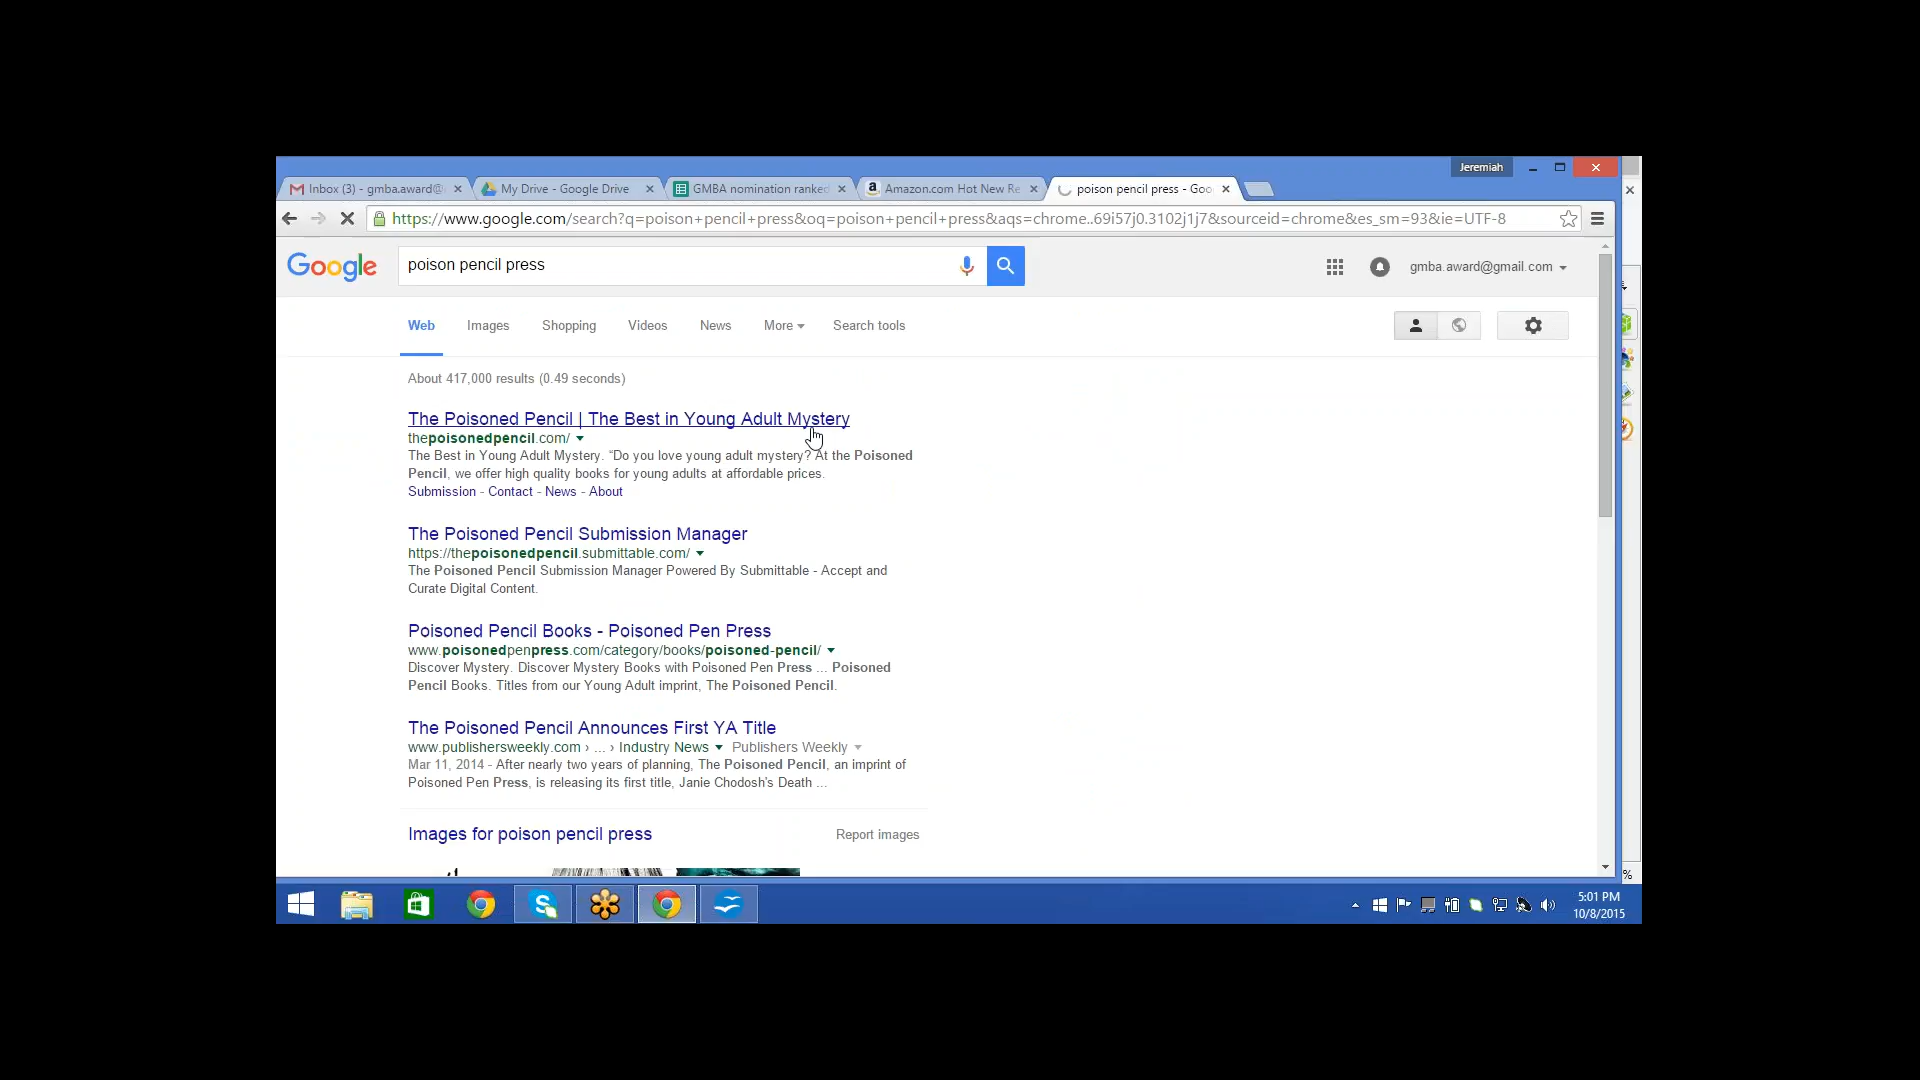 Jeremiah
Inbox (3) - gmba.award@
My Drive - Google Drive
GMBA nomination ranked
Amazon.com Hot New Re
poison pencil press - Goo
https://www.google.com/search?q=poison+pencil+press&oq=poison+pencil+press&aqs=chrome..69i57j0.3102j1j7&sourceid=chrome&es_sm=93&ie=UTF-8
Google
poison pencil press
gmba.award@gmail.com
Web
Images
Shopping
Videos
News
More
Search tools
About 417,000 results (0.49 seconds)
The Poisoned Pencil | The Best in Young Adult Mystery
thepoisonedpencil.com/
The Best in Young Adult Mystery. “Do you love young adult mystery? At the Poisoned
Pencil, we offer high quality books for young adults at affordable prices.
Submission - Contact - News - About
The Poisoned Pencil Submission Manager
https://thepoisonedpencil.submittable.com/
The Poisoned Pencil Submission Manager Powered By Submittable - Accept and
Curate Digital Content.
Poisoned Pencil Books - Poisoned Pen Press
www.poisonedpenpress.com/category/books/poisoned-pencil/
Discover Mystery. Discover Mystery Books with Poisoned Pen Press ... Poisoned
Pencil Books. Titles from our Young Adult imprint, The Poisoned Pencil.
The Poisoned Pencil Announces First YA Title
www.publishersweekly.com › ... › Industry News Publishers Weekly
Mar 11, 2014 - After nearly two years of planning, The Poisoned Pencil, an imprint of
Poisoned Pen Press, is releasing its first title, Janie Chodosh's Death ...
Images for poison pencil press
Report images
%
5:01 PM
10/8/2015